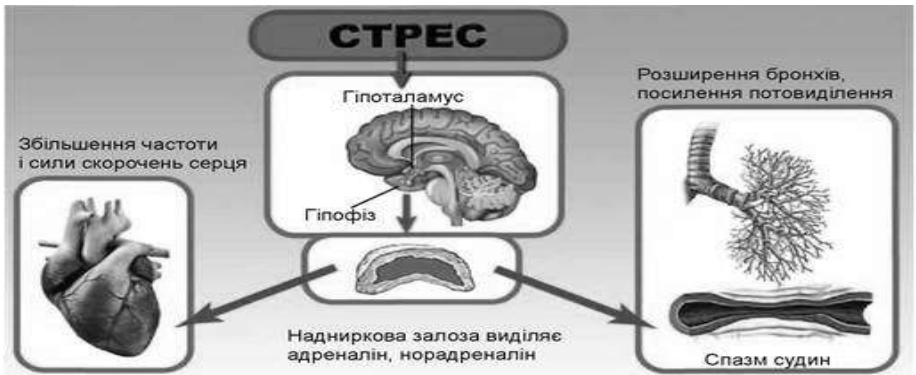 СТРЕС
Гіпоталамус
Гіпофіз
Збільшення частоти
і сили скорочень серця
Розширення бронхів,
посилення потовиділення
Надниркова залоза виділяє
адреналін, норадреналін
Спазм судин